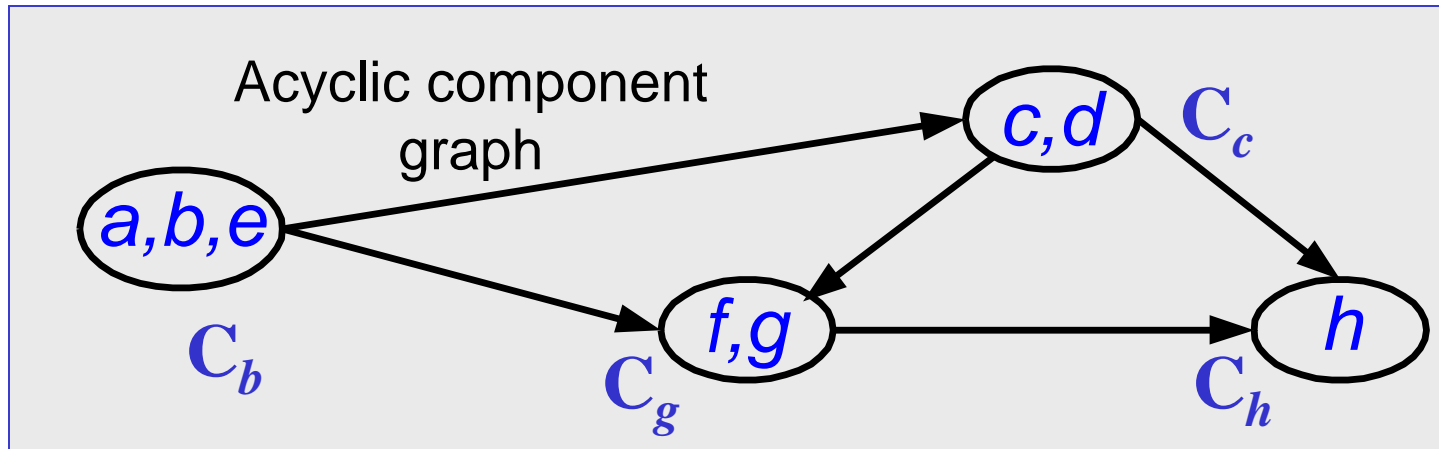 Acyclic component
graph
c,d
C_c
a,b,e
C_b
f,g
C_g
h
C_h